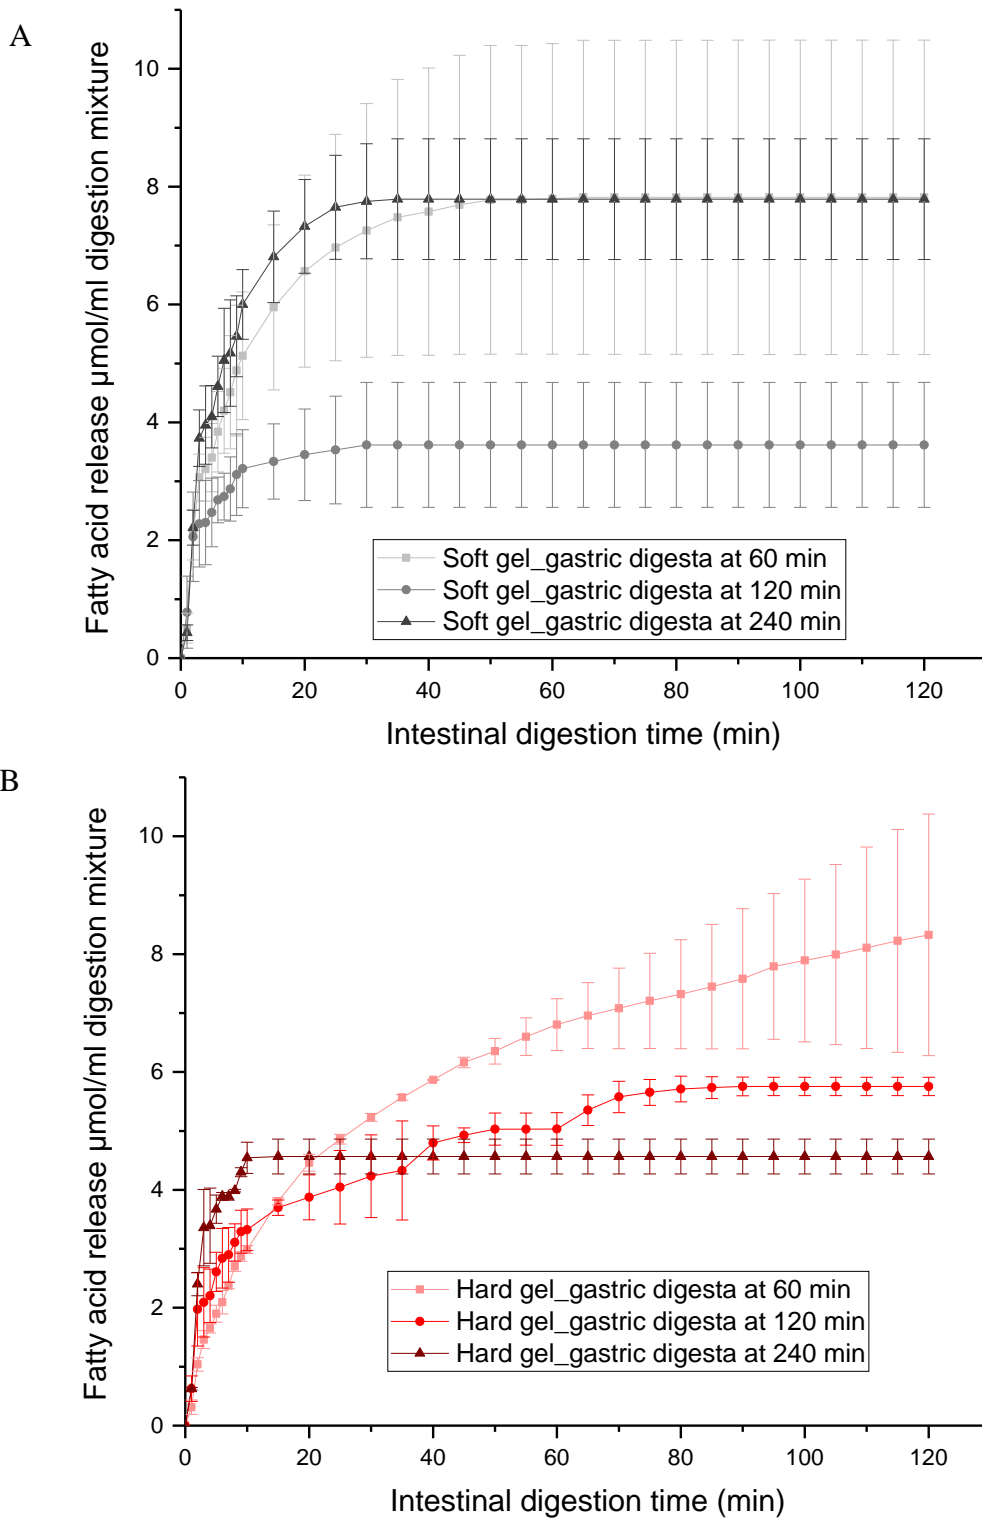 A
Fatty acid release µmol/ml digestion mixture
10
8
6
4
2
0
Soft gel_gastric digesta at 60 min
Soft gel_gastric digesta at 120 min
Soft gel_gastric digesta at 240 min
0 20 40 60 80 100 120
Intestinal digestion time (min)
B
Fatty acid release µmol/ml digestion mixture
10
8
6
4
2
0
Hard gel_gastric digesta at 60 min
Hard gel_gastric digesta at 120 min
Hard gel_gastric digesta at 240 min
0 20 40 60 80 100 120
Intestinal digestion time (min)